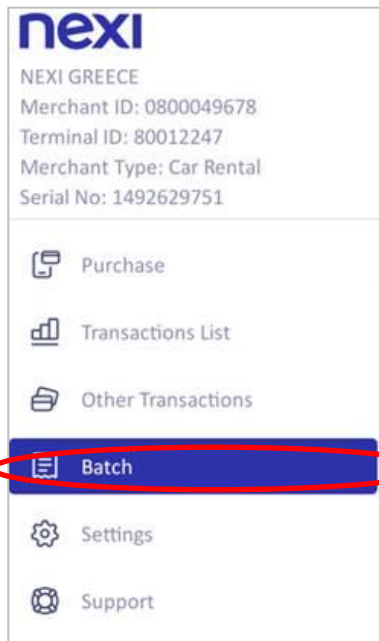 nexi
NEXI GREECE
Merchant ID: 0800049678
Terminal ID: 80012247
Merchant Type: Car Rental
Serial No: 1492629751
Purchase
Transactions List
Other Transactions
Batch
Settings
Support